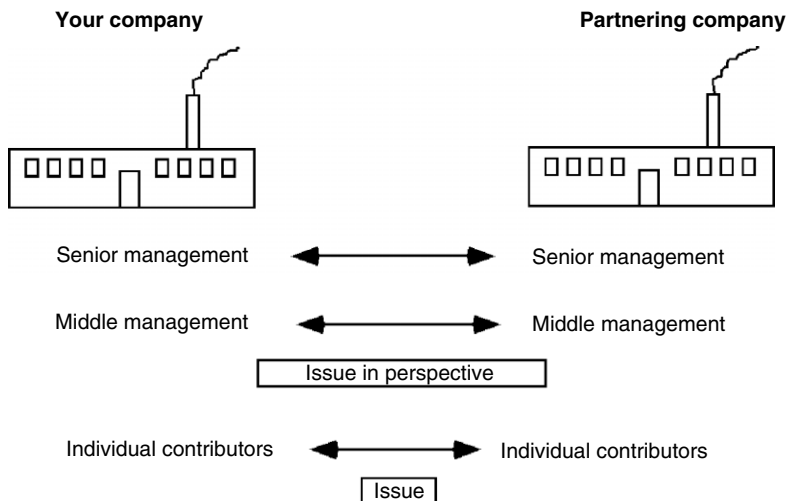 Your company Partnering company
Senior management Senior management
Middle management Middle management
Issue in perspective
Individual contributors Individual contributors
Issue